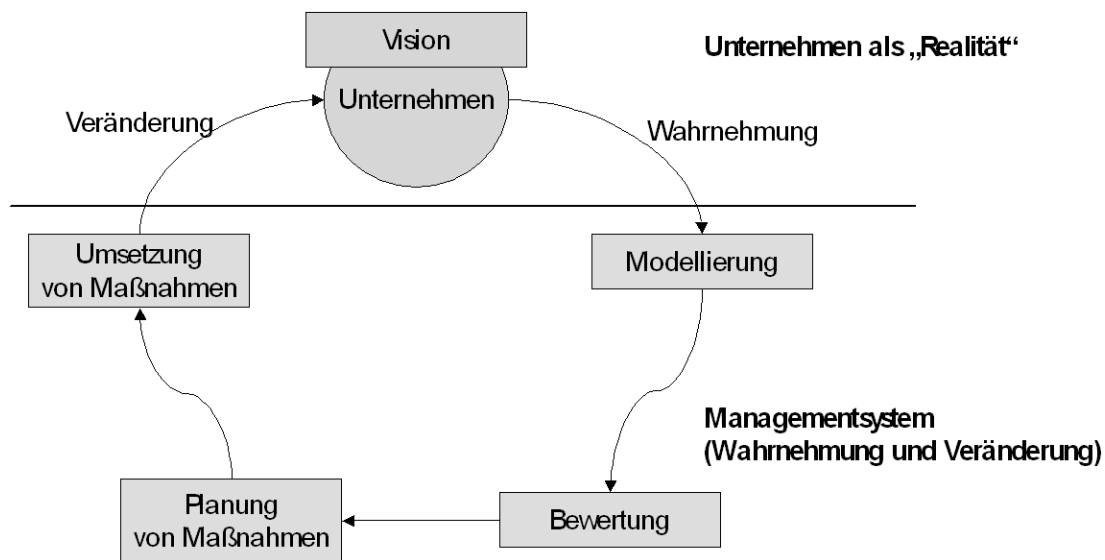 Vision
Unternehmen als „Realität“
Unternehmen
Veränderung
Wahrnehmung
Umsetzung
von Maßnahmen
Modellierung
Managementsystem
(Wahrnehmung und Veränderung)
Planung
von Maßnahmen
Bewertung